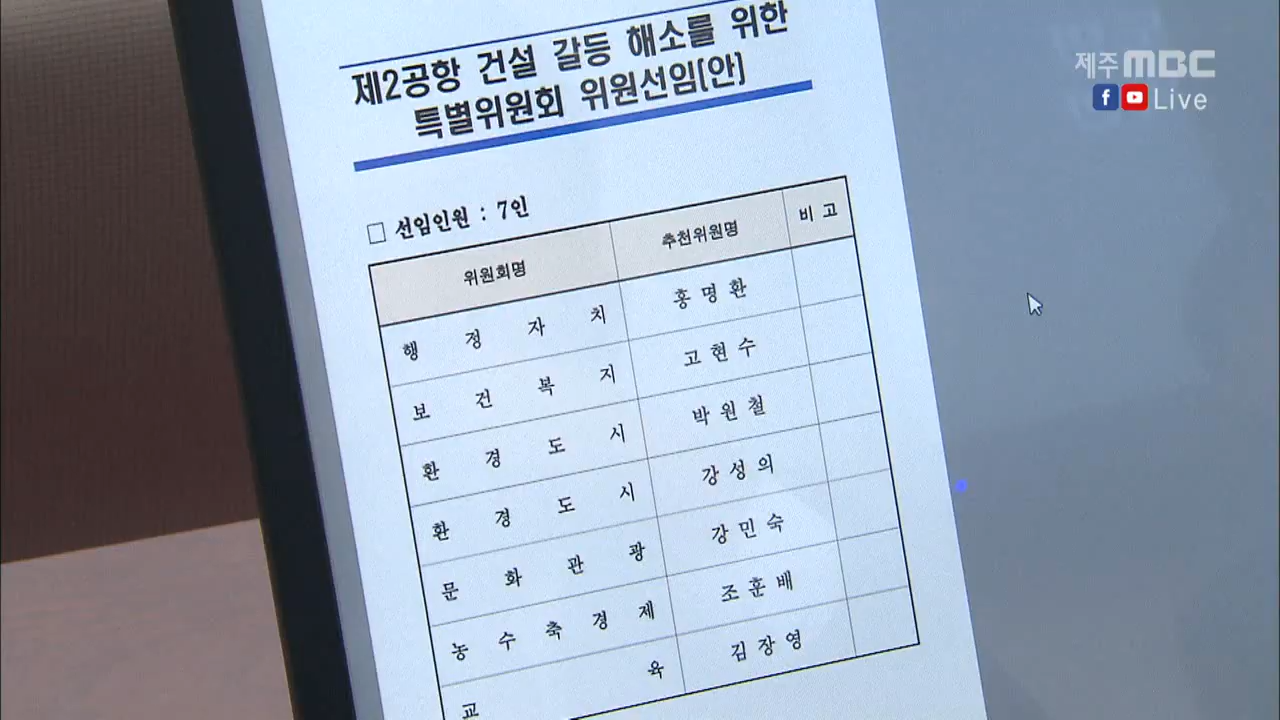 제주MBC
Live
제2공항 건설 갈등 해소를 위한
특별위원회 위원선임(안)
□ 선임인원 : 7인
위원회명 추천위원명 비고
행정자치 홍명환
보건복지 고현수
환경도시 박원철
환경도시 강성의
문화관광 강민숙
농수축경제 조훈배
교육 김장영